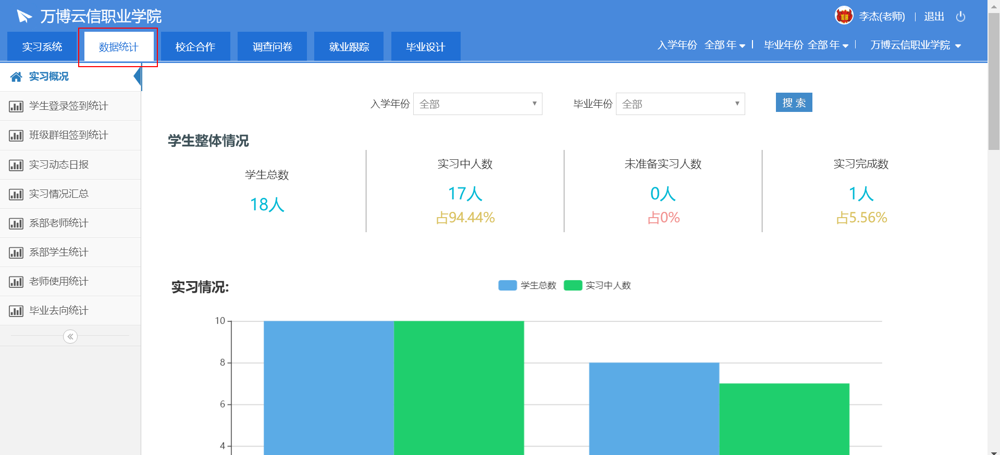 万博云信职业学院
李杰(老师) | 退出
实习系统 数据统计 校企合作 调查问卷 就业跟踪 毕业设计
入学年份 全部 年 | 毕业年份 全部 年 | 万博云信职业学院
实习概况
学生登录签到统计
班级群组签到统计
实习动态日报
实习情况汇总
系部老师统计
系部学生统计
老师使用统计
毕业去向统计
入学年份 全部 毕业年份 全部 搜 索
学生整体情况
学生总数
18人
实习中人数
17人
占94.44%
未准备实习人数
0人
占0%
实习完成数
1人
占5.56%
实习情况:
学生总数 实习中人数
10
8
6
4